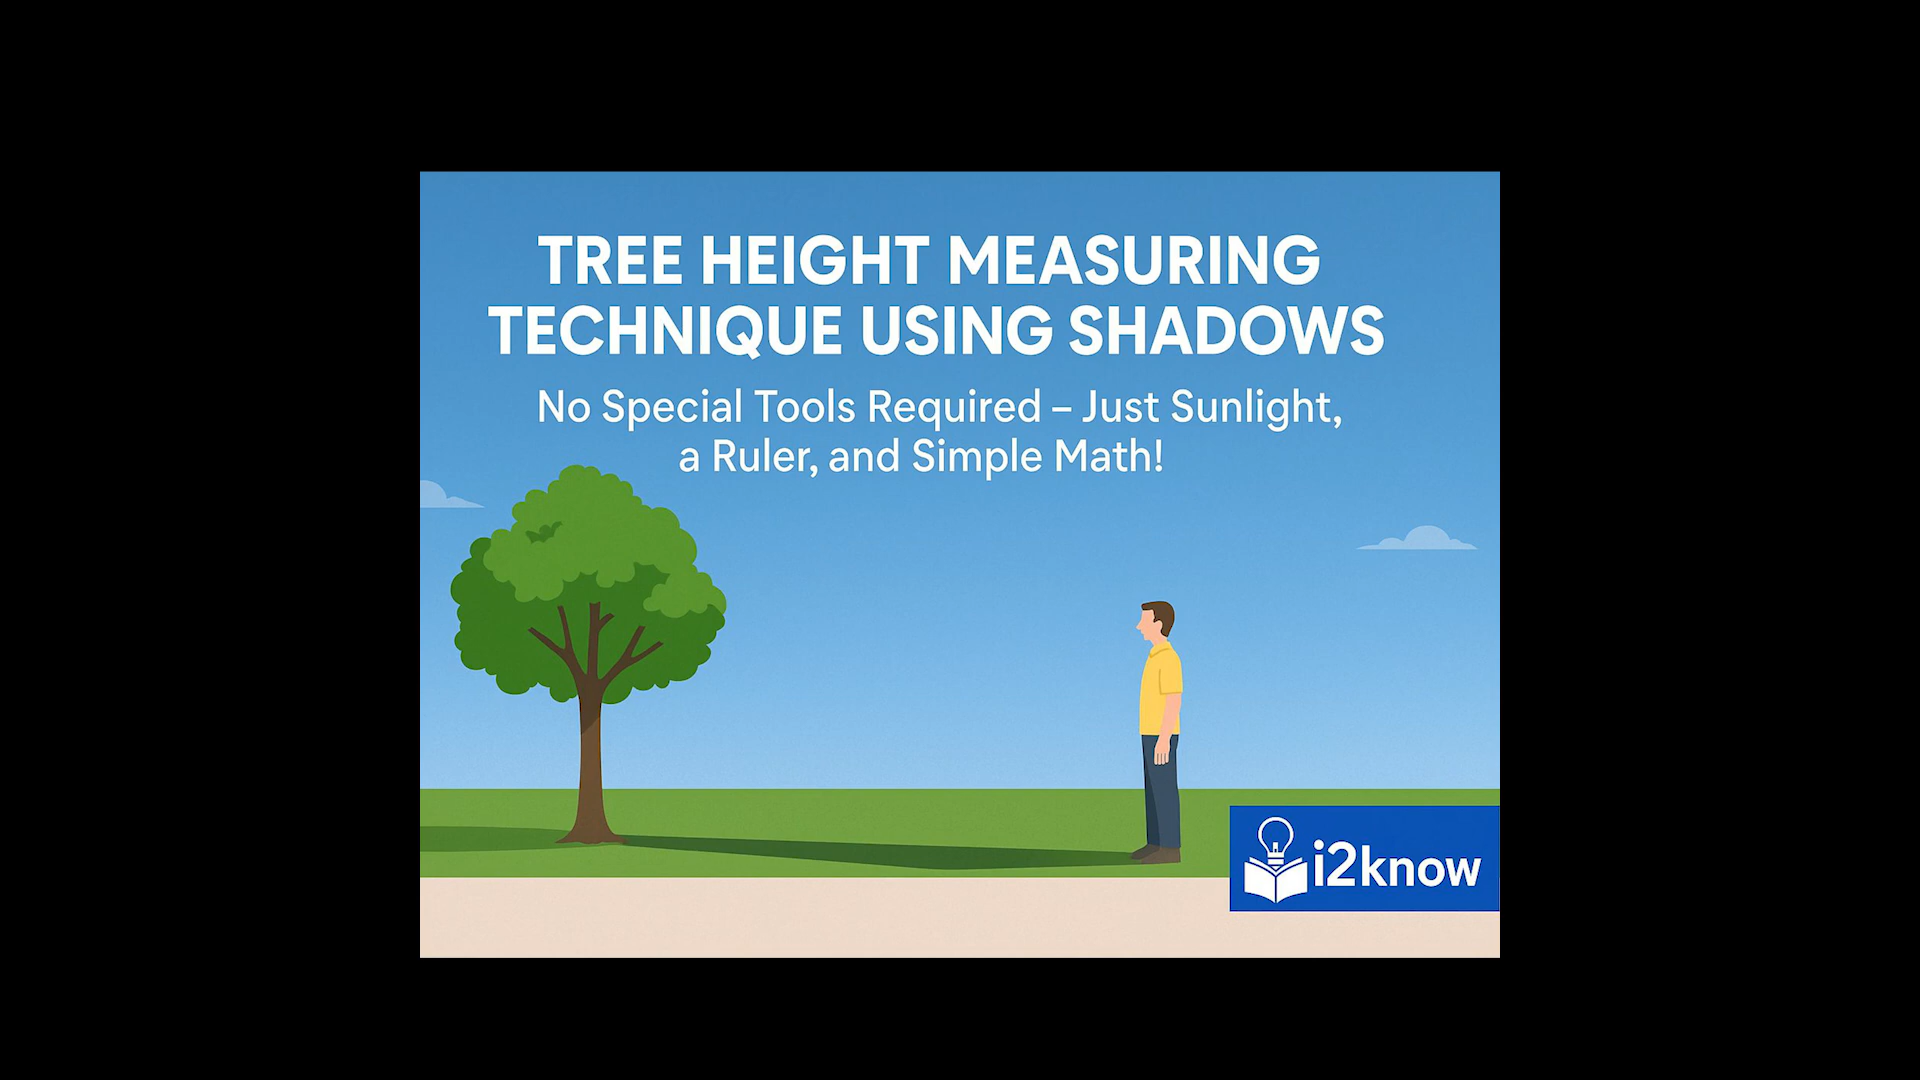 TREE HEIGHT MEASURING
TECHNIQUE USING SHADOWS
No Special Tools Required – Just Sunlight,
a Ruler, and Simple Math!
i2know